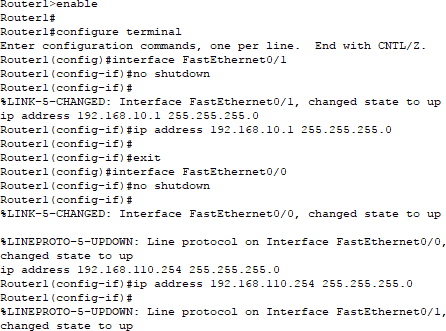 Router1>enable
Router1#
Router1#configure terminal
Enter configuration commands, one per line.  End with CNTL/Z.
Router1(config)#interface FastEthernet0/1
Router1(config-if)#no shutdown
Router1(config-if)#
%LINK-5-CHANGED: Interface FastEthernet0/1, changed state to up
ip address 192.168.10.1 255.255.255.0
Router1(config-if)#ip address 192.168.10.1 255.255.255.0
Router1(config-if)#
Router1(config-if)#exit
Router1(config)#interface FastEthernet0/0
Router1(config-if)#no shutdown
Router1(config-if)#
%LINK-5-CHANGED: Interface FastEthernet0/0, changed state to up
%LINEPROTO-5-UPDOWN: Line protocol on Interface FastEthernet0/0,
changed state to up
ip address 192.168.110.254 255.255.255.0
Router1(config-if)#ip address 192.168.110.254 255.255.255.0
Router1(config-if)#
%LINEPROTO-5-UPDOWN: Line protocol on Interface FastEthernet0/1,
changed state to up